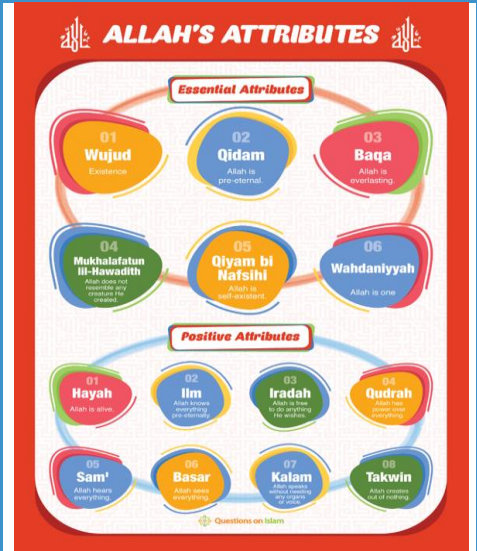 ALLAH'S ATTRIBUTES
Essential Attributes
01
Wujud
Existence
02
Qidam
Allah is
pre-eternal.
03
Baqa
Allah is
everlasting.
04
Mukhalafatun
lil-Hawadith
Allah does not
resemble any
creature He
created.
05
Qiyam bi
Nafsihi
Allah is
self-existent.
06
Wahdaniyyah
Allah is one
Positive Attributes
01
Hayah
Allah is alive.
02
Ilm
Allah knows
everything
pre-eternally.
03
Iradah
Allah is free
to do anything
He wishes.
04
Qudrah
Allah has
power over
everything.
05
Sam'
Allah hears
everything.
06
Basar
Allah sees
everything.
07
Kalam
Allah speaks
without needing
any organs
or voice.
08
Takwin
Allah creates
out of nothing.
Questions on Islam